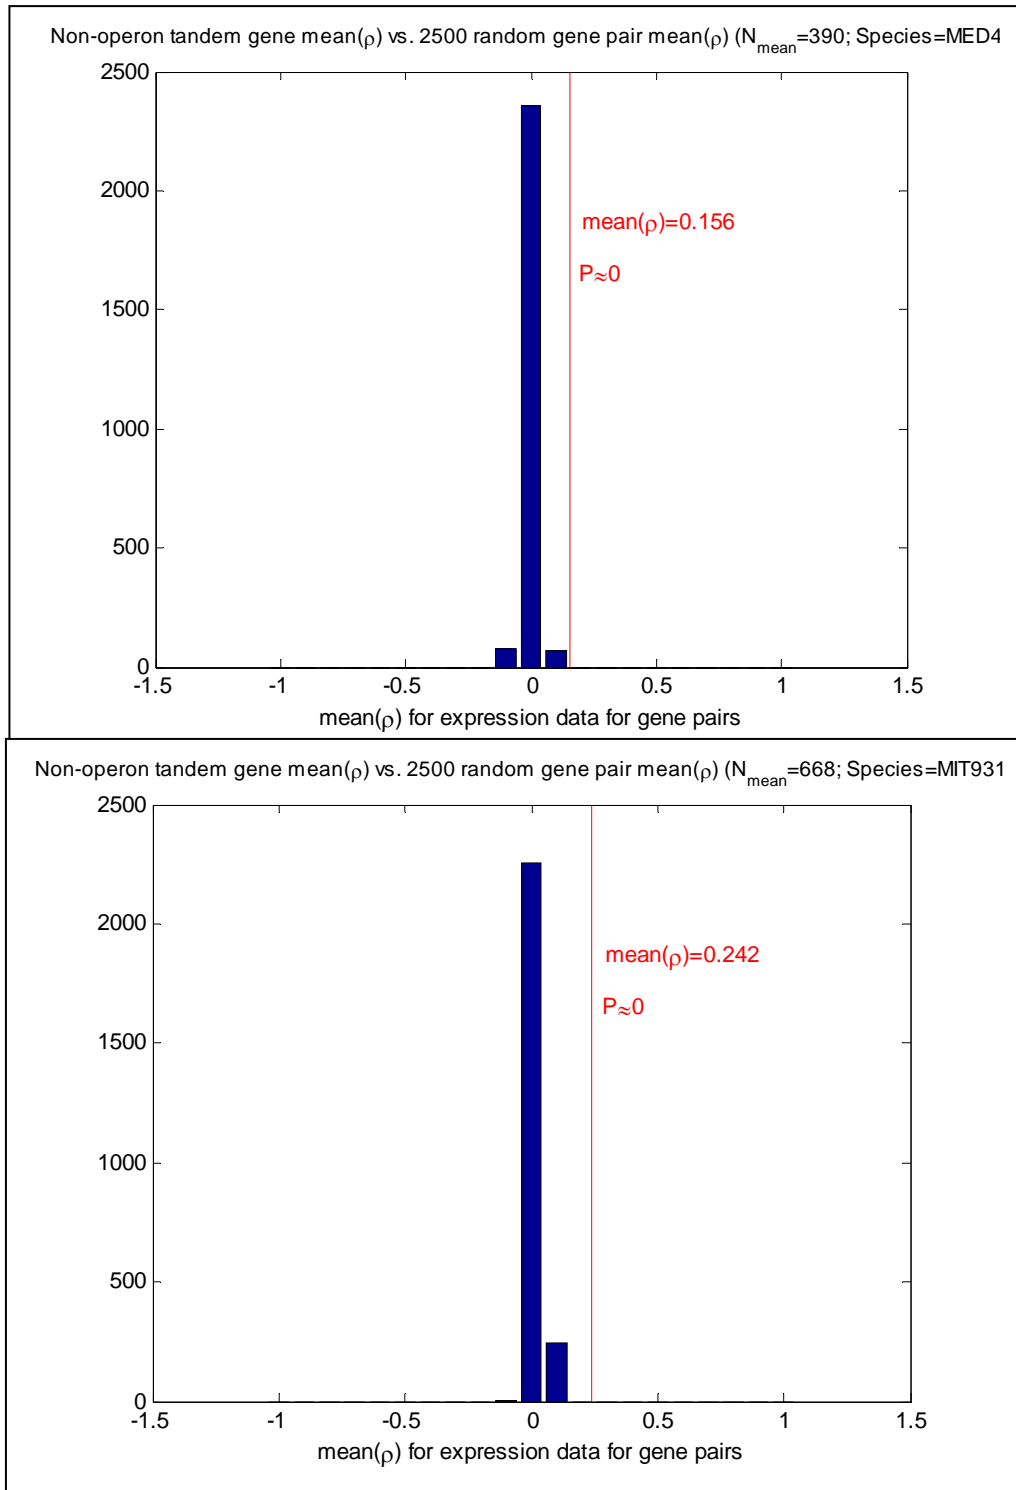 Non-operon tandem gene mean(ρ) vs. 2500 random gene pair mean(ρ) (N_mean=390; Species=MED4
2500
2000
1500
1000
500
0
mean(ρ)=0.156
P≈0
-1.5 -1 -0.5 0 0.5 1 1.5
mean(ρ) for expression data for gene pairs
Non-operon tandem gene mean(ρ) vs. 2500 random gene pair mean(ρ) (N_mean=668; Species=MIT931
2500
2000
1500
1000
500
0
mean(ρ)=0.242
P≈0
-1.5 -1 -0.5 0 0.5 1 1.5
mean(ρ) for expression data for gene pairs